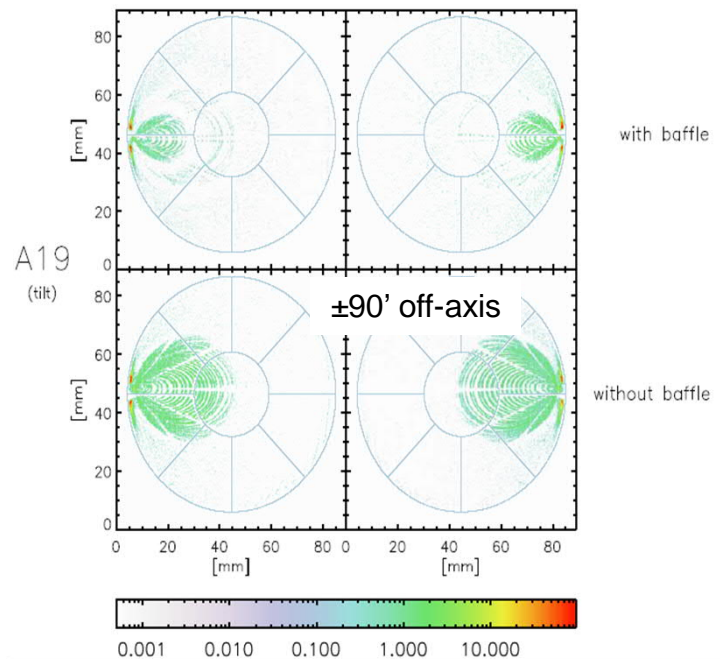 80
60
[mm]
40
20
0
with baffle
A19
(tilt)
±90’ off-axis
80
60
[mm]
40
20
0
without baffle
0 20 40 60 80 0 20 40 60 80
[mm] [mm]
0.001 0.010 0.100 1.000 10.000